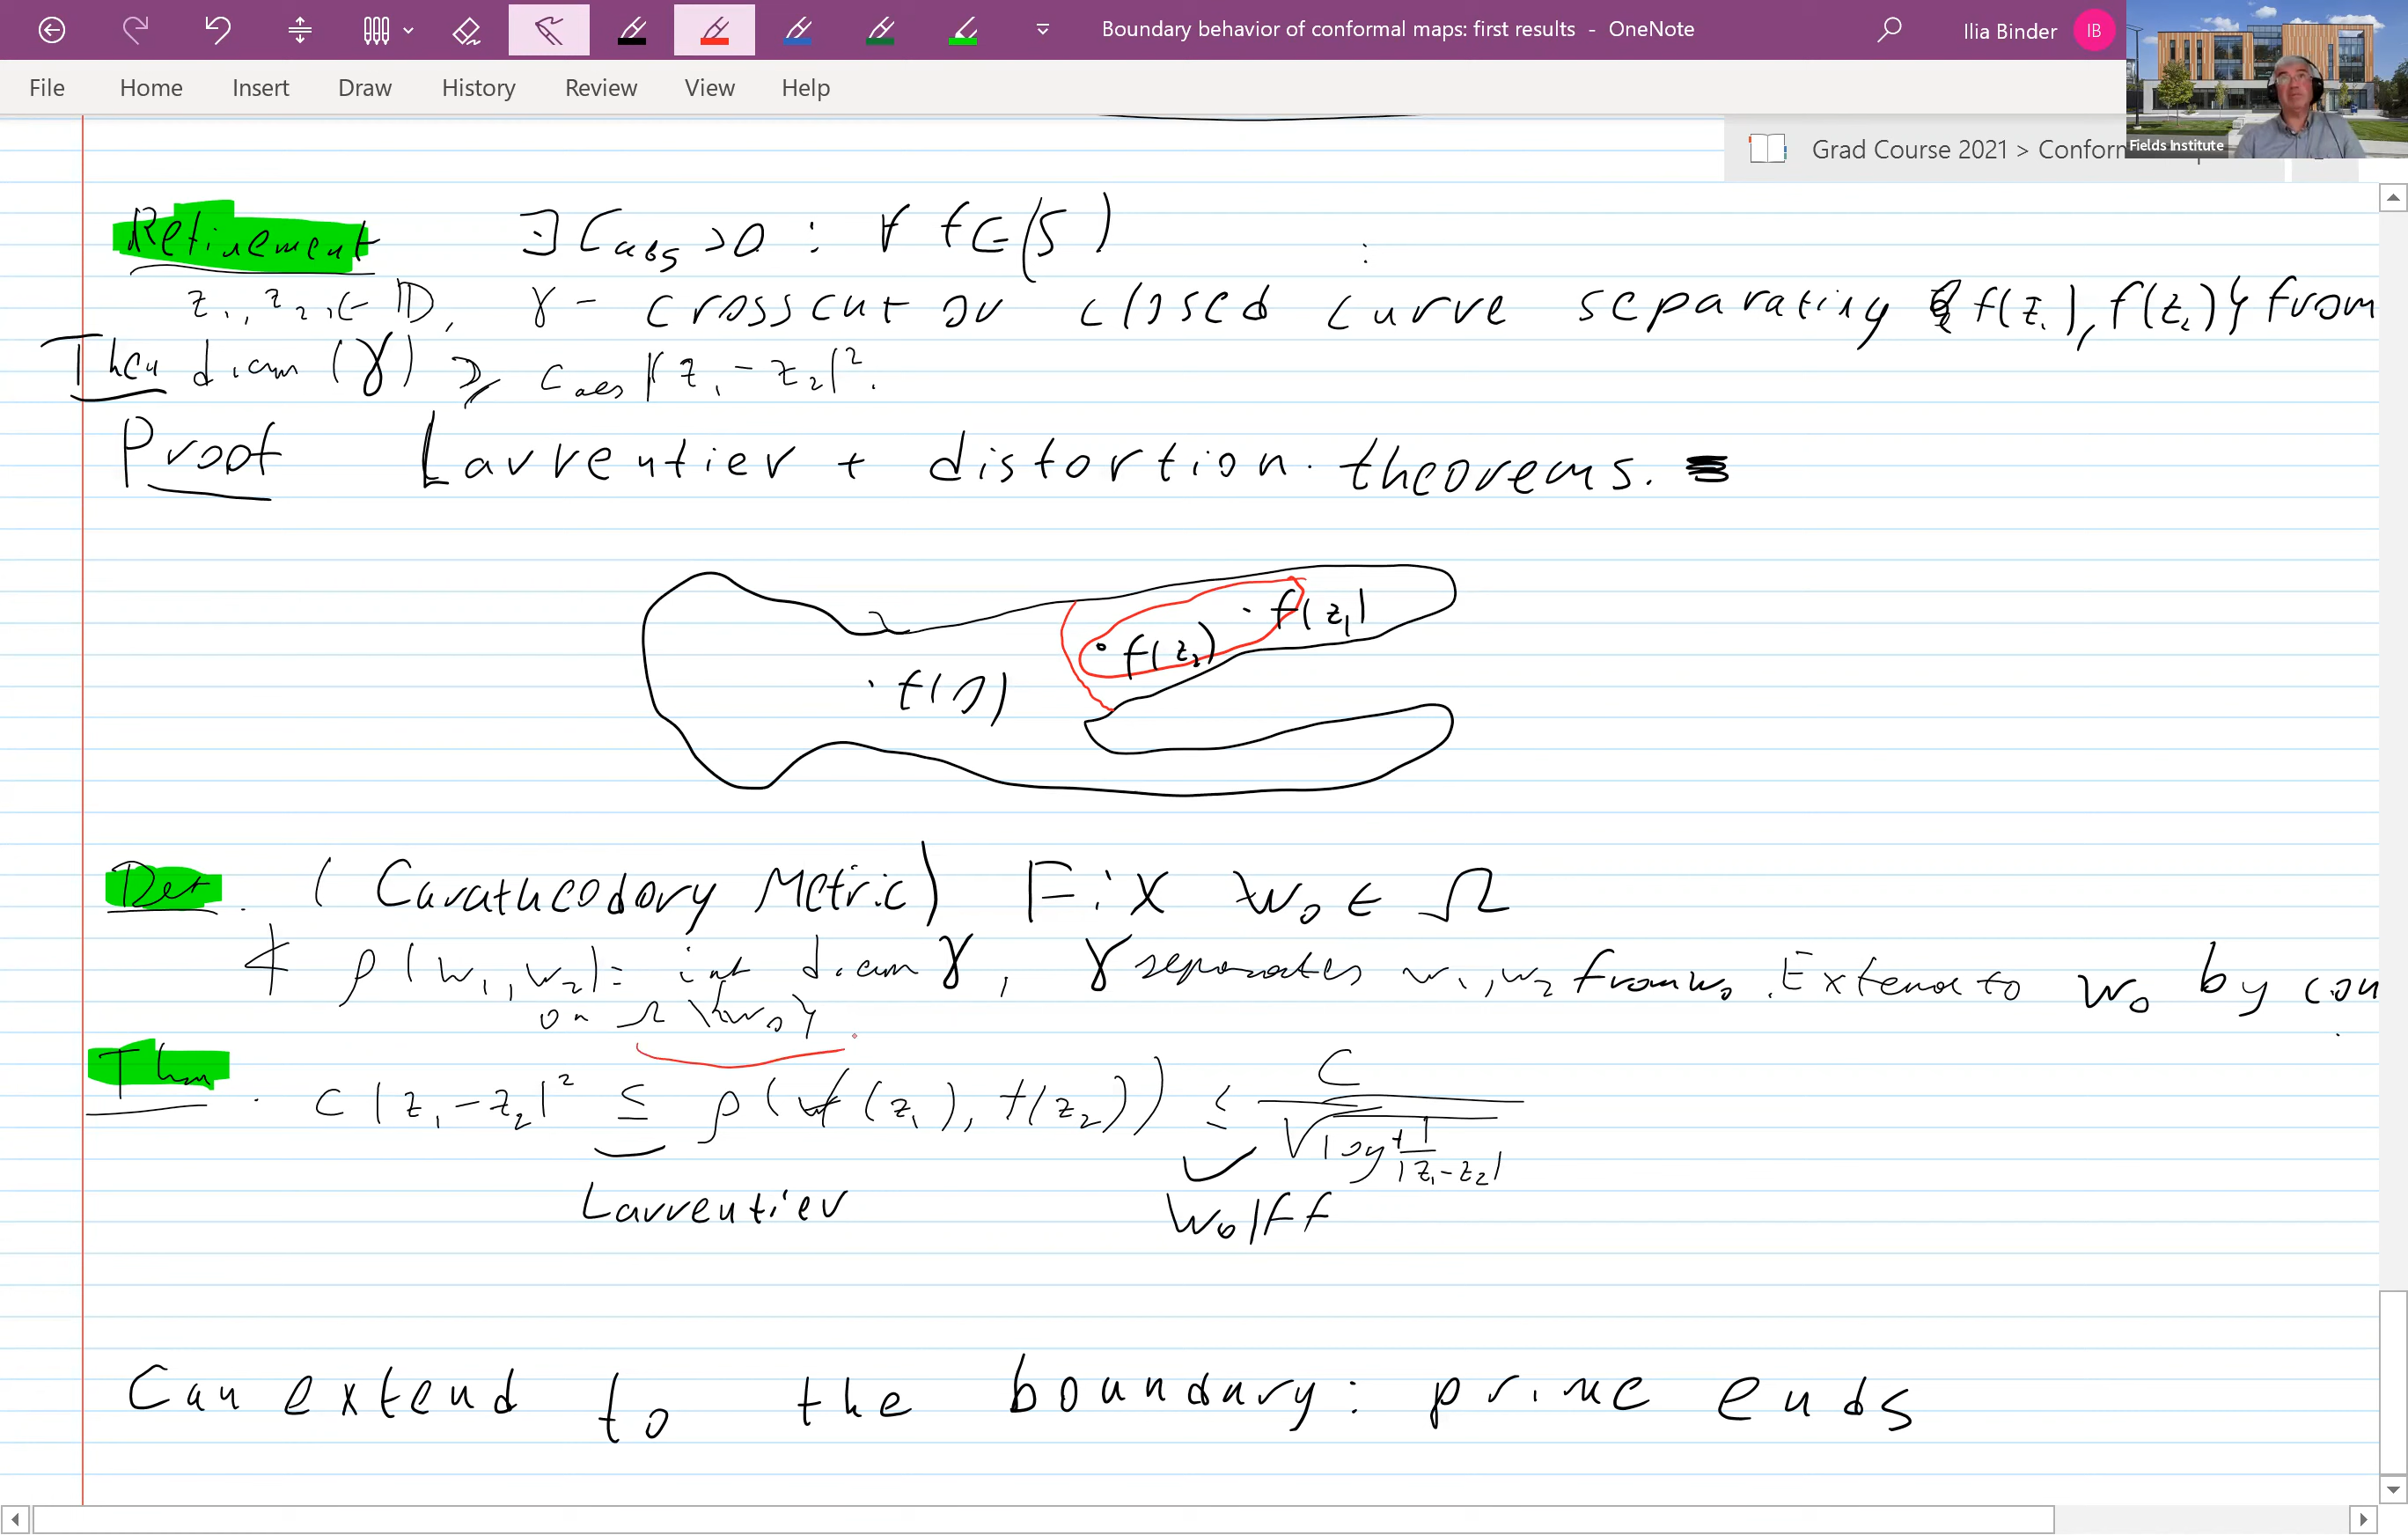 Boundary behavior of conformal maps: first results - OneNote
Ilia Binder IB
File Home Insert Draw History Review View Help
Grad Course 2021 > Conform
Fields Institute
Refinement ∃ C_abs > 0 : ∀ f ∈ (S) :
z₁, z₂ ∈ 𝔻, γ - crosscut or closed curve separating {f(z₁), f(z₂)} from
Then diam(γ) ≥ C_abs |z₁ - z₂|².
Proof Lavrentiev + distortion theorems.
f(z₁)
f(z₂)
f(0)
Def. (Caratheodory Metric) Fix w₀ ∈ Ω
ρ(w₁, w₂) = inf diam γ, γ separates w₁, w₂ from w₀. Extend to w₀ by con
on Ω \ {w₀}
Thm. C |z₁ - z₂|² ≤ ρ(f(z₁), f(z₂)) ≤ C / √(log⁺ 1/|z₁ - z₂|)
Lavrentiev Wolff
Can extend to the boundary: prime ends